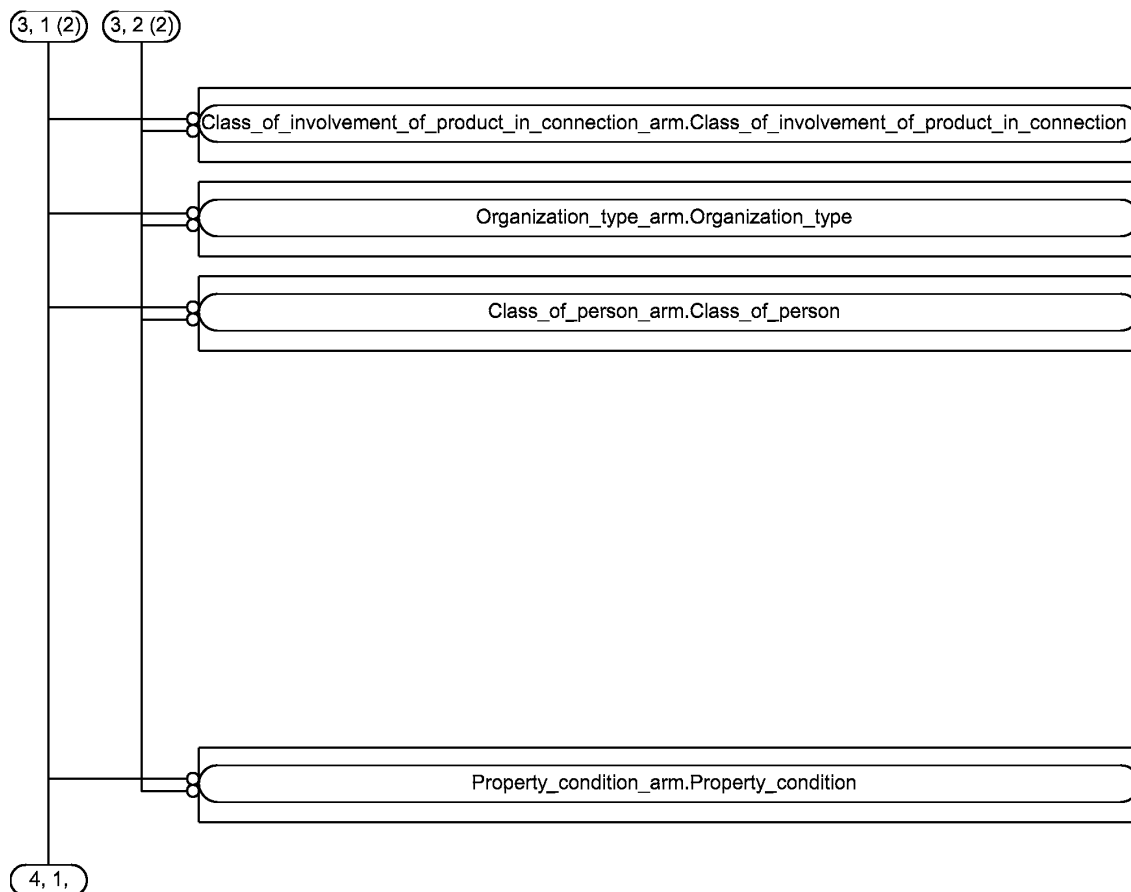 3, 1 (2)
3, 2 (2)
Class_of_involvement_of_product_in_connection_arm.Class_of_involvement_of_product_in_connection
Organization_type_arm.Organization_type
Class_of_person_arm.Class_of_person
Property_condition_arm.Property_condition
4, 1,